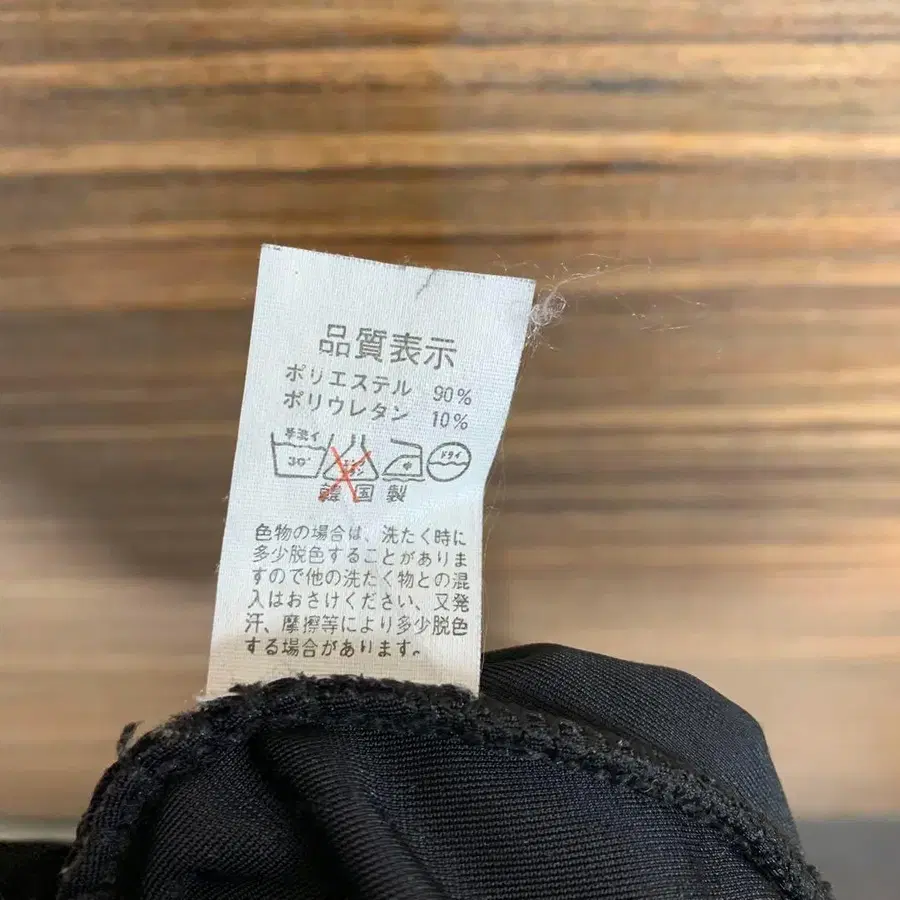 品質表示
ポリエステル 90%
ポリウレタン 10%
手洗イ
30° 中 ドライ
韓国製
色物の場合は、洗たく時に
多少脱色することがありま
すので他の洗たく物との混
入はおさけください、又発
汗、摩擦等により多少脱色
する場合があります。